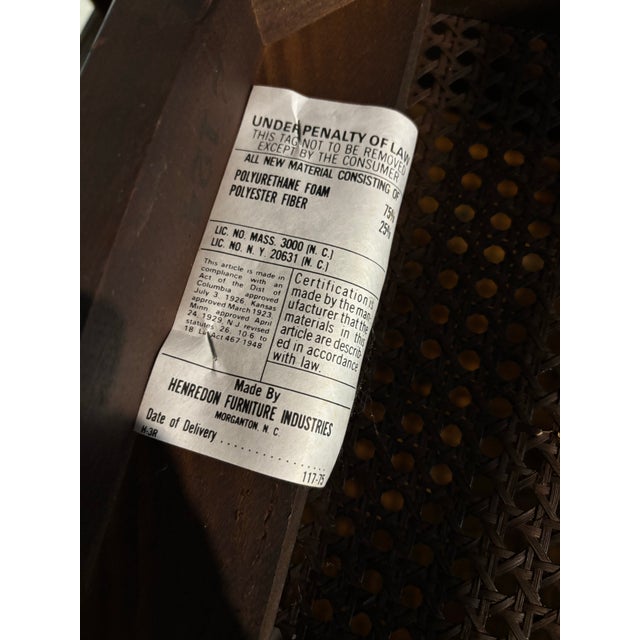 UNDER PENALTY OF LAW
THIS TAG NOT TO BE REMOVED
EXCEPT BY THE CONSUMER
ALL NEW MATERIAL CONSISTING OF
POLYURETHANE FOAM 75%
POLYESTER FIBER 25%
LIC. NO. MASS. 3000 (N. C.)
LIC. NO. N. Y. 20631 (N. C.)
This article is made in
compliance with an
Act of the Dist of
Columbia approved
July 3, 1926, Kansas
approved March 1923.
Minn. approved April
24, 1929, N.J. revised
statutes 26. 10-6 to
18 La Act 467 1948.
Certification is
made by the man-
ufacturer that the
materials in this
article are describ
ed in accordance
with law.
Made By
HENREDON FURNITURE INDUSTRIES
MORGANTON, N. C.
Date of Delivery ..................
H-3R
117-75